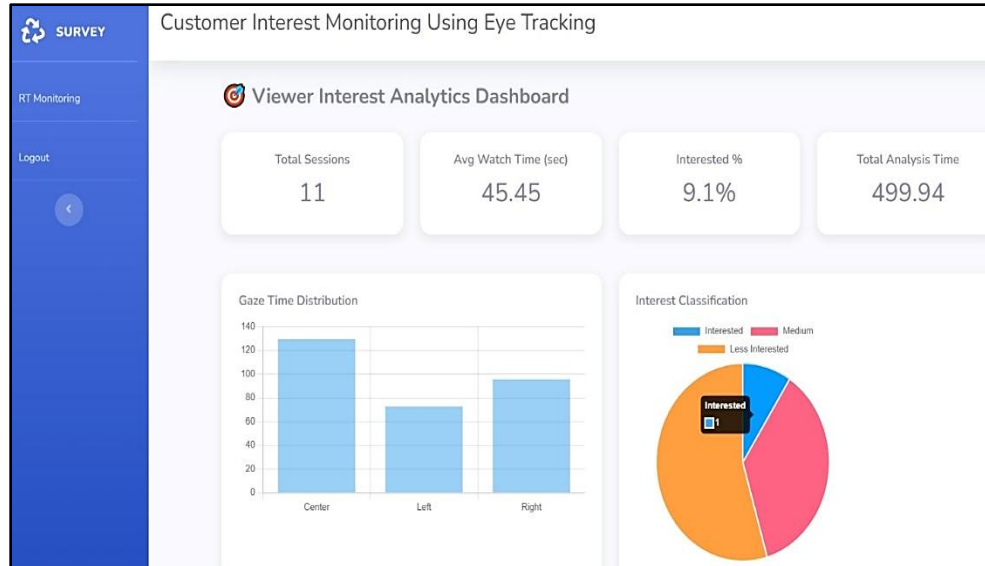 SURVEY
Customer Interest Monitoring Using Eye Tracking
RT Monitoring
Logout
Viewer Interest Analytics Dashboard
Total Sessions
11
Avg Watch Time (sec)
45.45
Interested %
9.1%
Total Analysis Time
499.94
Gaze Time Distribution
140
120
100
80
60
40
20
0
Center Left Right
Interest Classification
Interested Medium
Less Interested
Interested
1